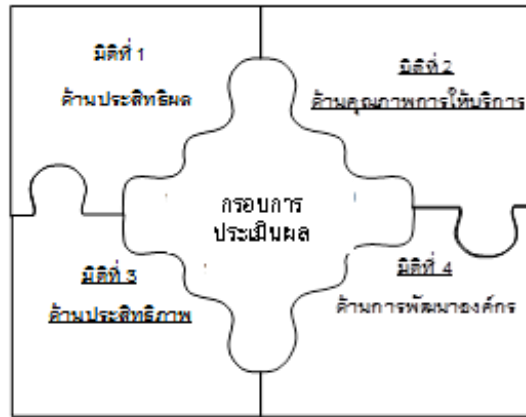 มิติที่ 1
ด้านประสิทธิผล
มิติที่ 2
ด้านคุณภาพการให้บริการ
กรอบการ
ประเมินผล
มิติที่ 3
ด้านประสิทธิภาพ
มิติที่ 4
ด้านการพัฒนาองค์กร